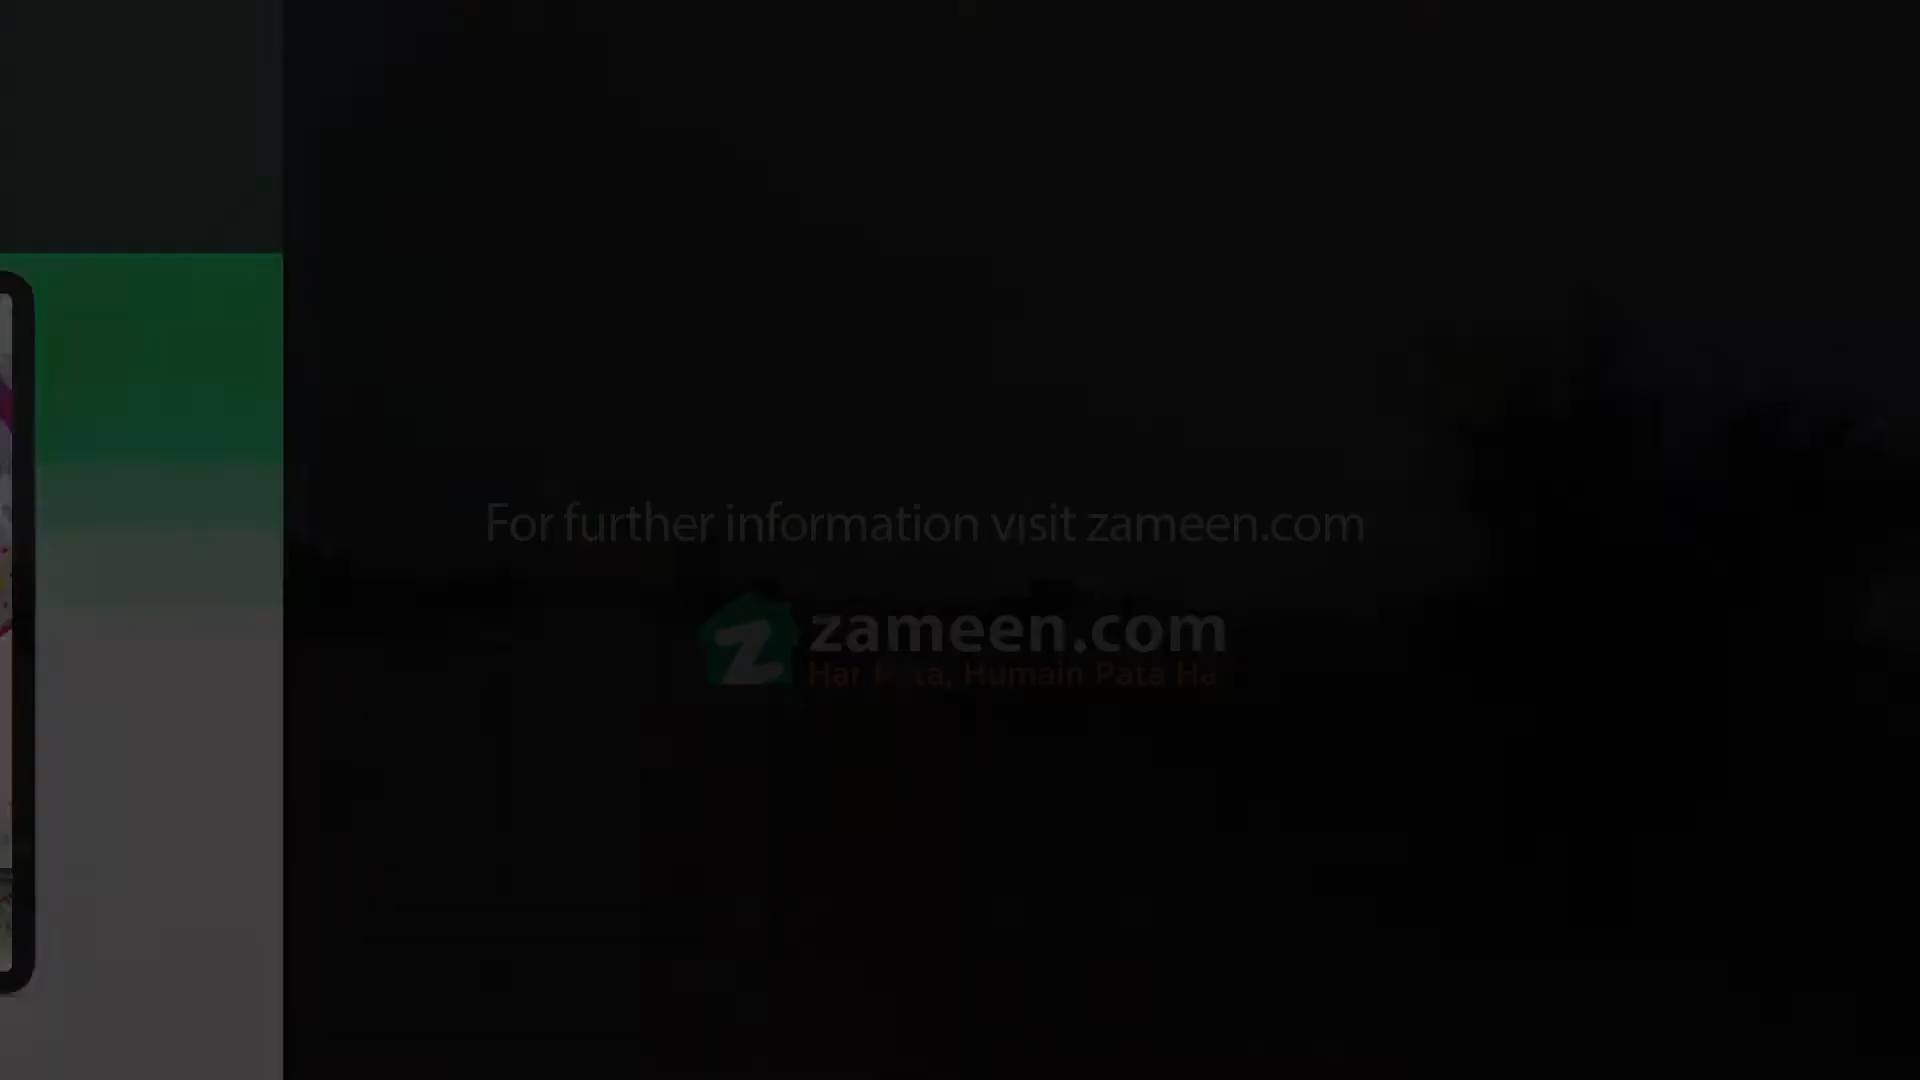 For further information visit zameen.com
zameen.com
Har Pata, Humain Pata Hai